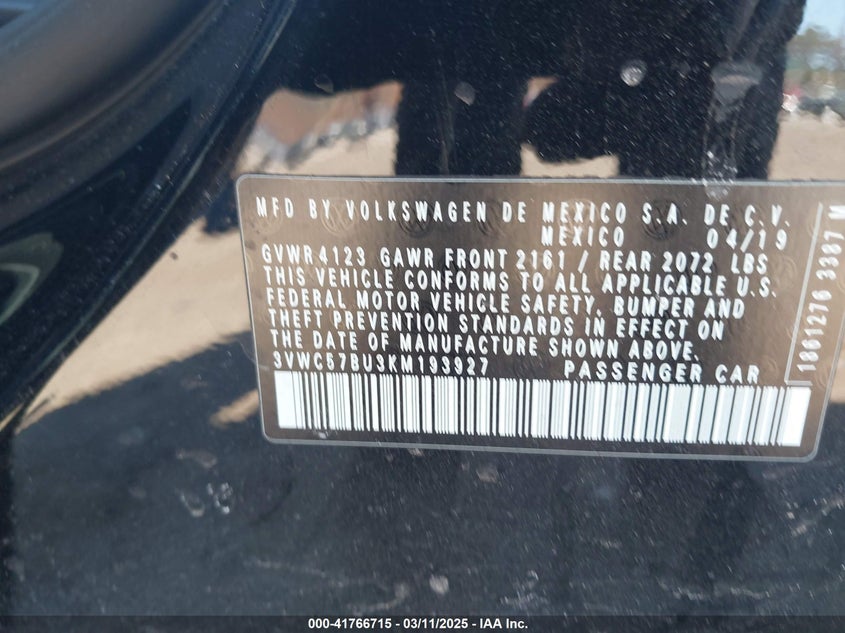 MFD BY VOLKSWAGEN DE MEXICO S.A. DE C.V.
MEXICO 04/19
GVWR 4123 GAWR FRONT 2161 / REAR 2072 LBS
THIS VEHICLE CONFORMS TO ALL APPLICABLE U.S.
FEDERAL MOTOR VEHICLE SAFETY, BUMPER AND
THEFT PREVENTION STANDARDS IN EFFECT ON
THE DATE OF MANUFACTURE SHOWN ABOVE.
3VWC57BU3KM193927 PASSENGER CAR
1861276 3387 M
000-41766715 / 03/11/2025 - IAA Inc.